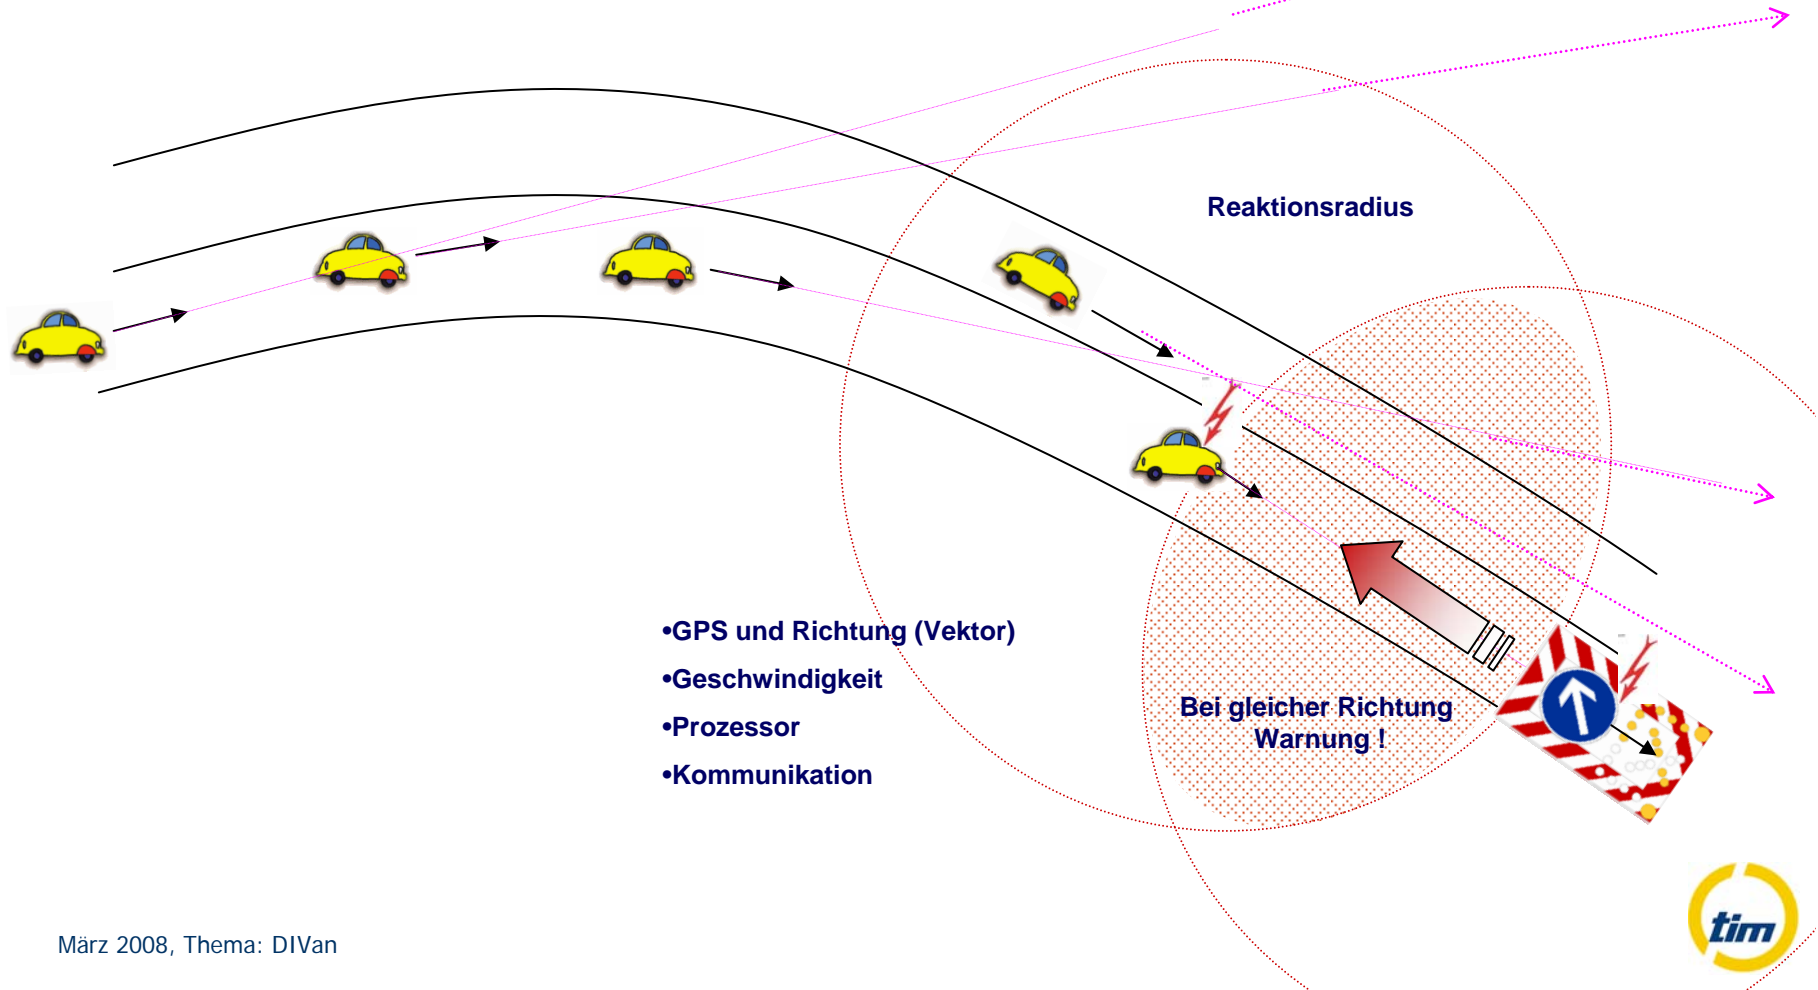 Reaktionsradius
•GPS und Richtung (Vektor)
•Geschwindigkeit
•Prozessor
•Kommunikation
Bei gleicher Richtung
Warnung !
tim
März 2008, Thema: DIVan